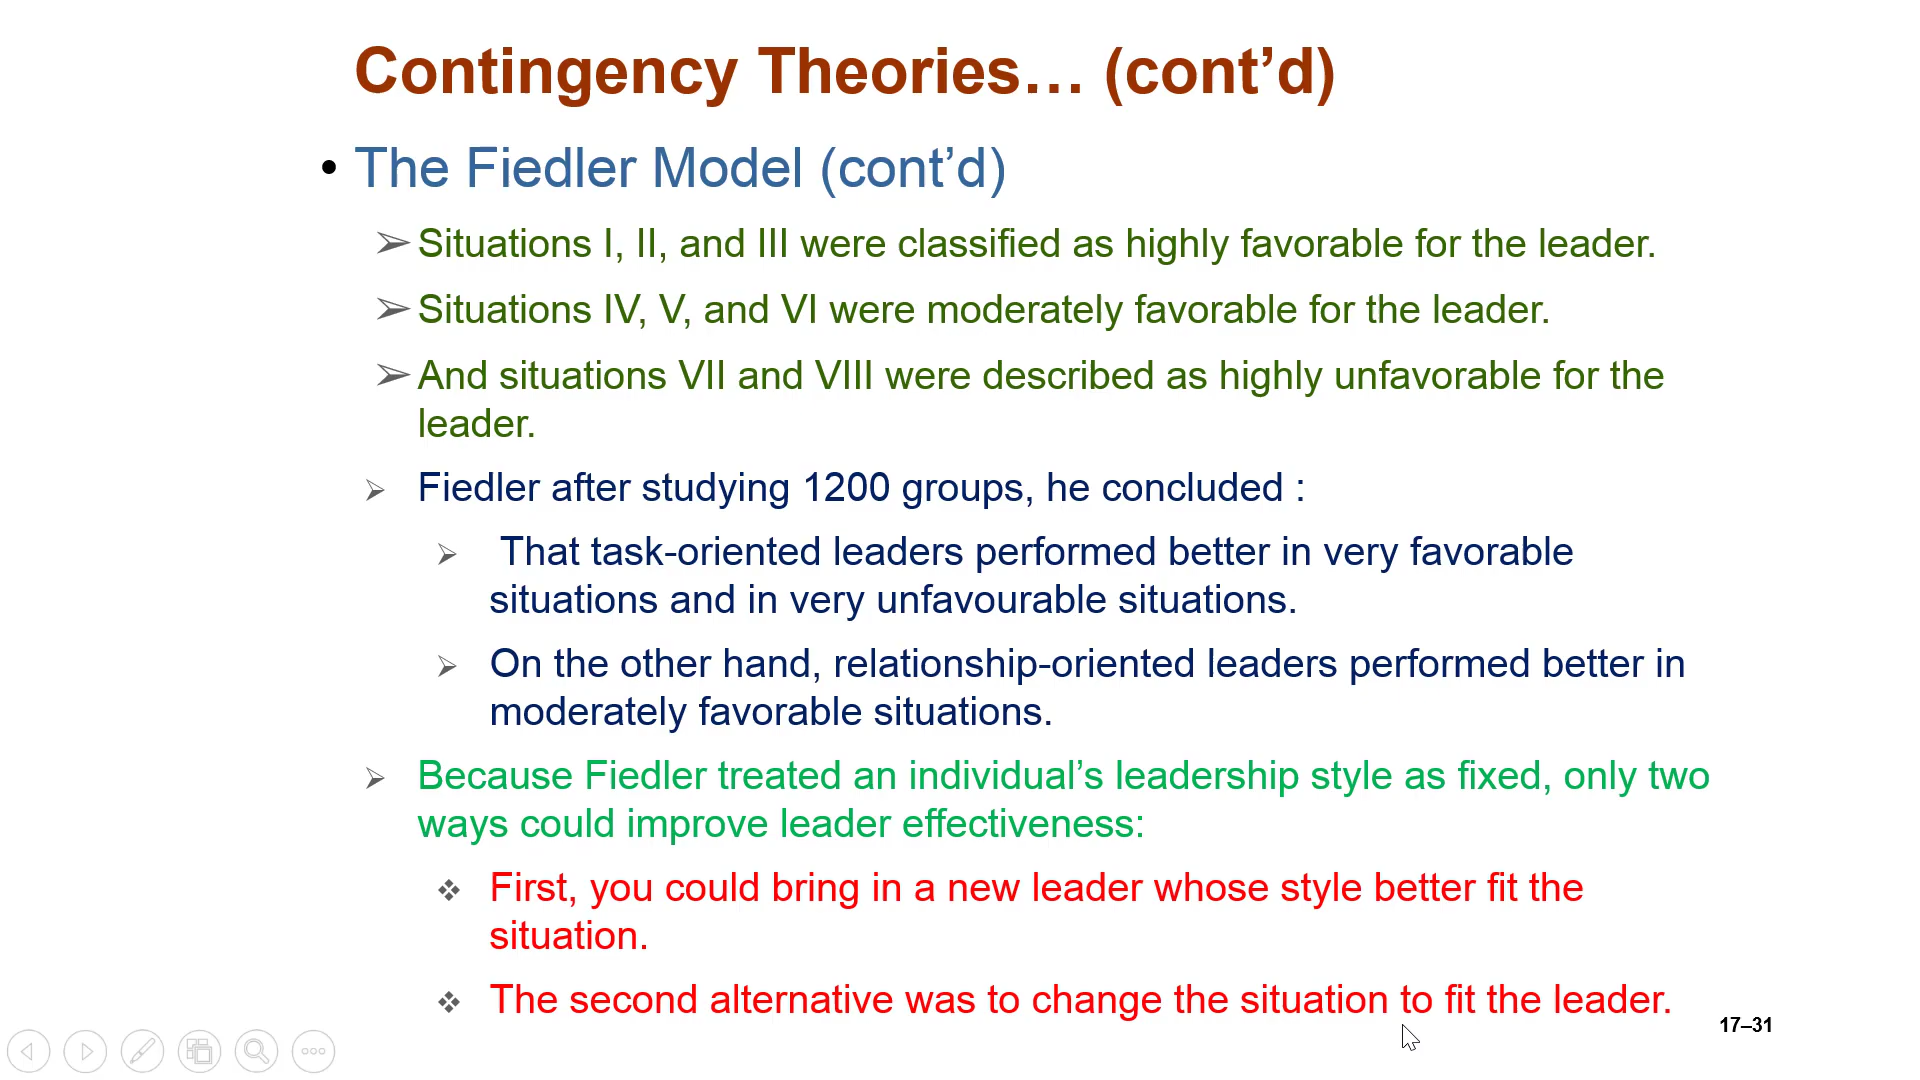 Contingency Theories… (cont’d)
• The Fiedler Model (cont’d)
➢ Situations I, II, and III were classified as highly favorable for the leader.
➢ Situations IV, V, and VI were moderately favorable for the leader.
➢ And situations VII and VIII were described as highly unfavorable for the
leader.
➢ Fiedler after studying 1200 groups, he concluded :
➢ That task-oriented leaders performed better in very favorable
situations and in very unfavourable situations.
➢ On the other hand, relationship-oriented leaders performed better in
moderately favorable situations.
➢ Because Fiedler treated an individual’s leadership style as fixed, only two
ways could improve leader effectiveness:
❖ First, you could bring in a new leader whose style better fit the
situation.
❖ The second alternative was to change the situation to fit the leader.
17–31